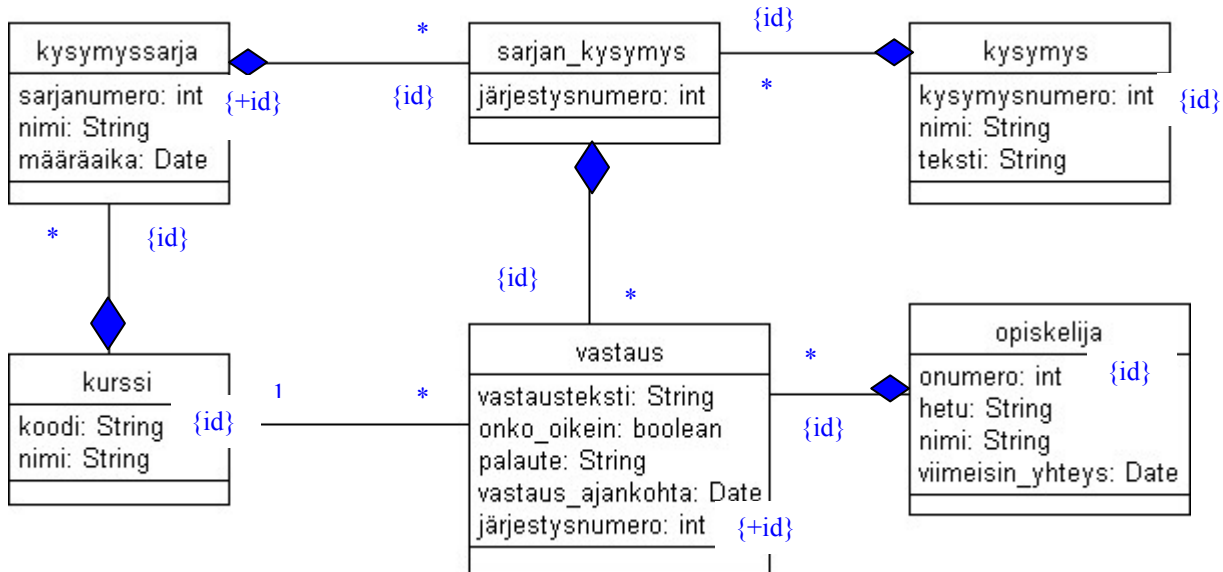 kysymyssarja
sarjanumero: int
nimi: String
määräaika: Date
{+id}
*
{id}
sarjan_kysymys
järjestysnumero: int
{id}
*
kysymys
kysymysnumero: int
{id}
nimi: String
teksti: String
*
{id}
{id}
*
kurssi
koodi: String
{id}
nimi: String
1
*
vastaus
vastausteksti: String
onko_oikein: boolean
palaute: String
vastaus_ajankohta: Date
järjestysnumero: int
{+id}
*
{id}
opiskelija
onumero: int
{id}
hetu: String
nimi: String
viimeisin_yhteys: Date